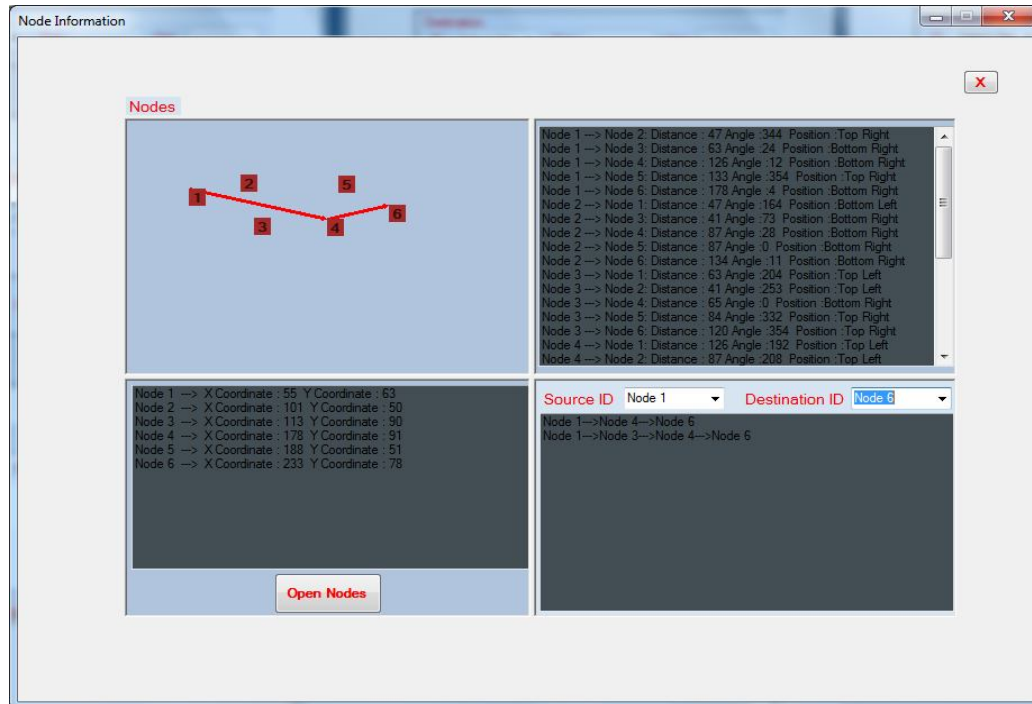 Node Information
X
Nodes
1
2
3
4
5
6
Node 1 ---> Node 2: Distance : 47 Angle :344 Position :Top Right
Node 1 ---> Node 3: Distance : 63 Angle :24 Position :Bottom Right
Node 1 ---> Node 4: Distance : 126 Angle :12 Position :Bottom Right
Node 1 ---> Node 5: Distance : 133 Angle :354 Position :Top Right
Node 1 ---> Node 6: Distance : 178 Angle :4 Position :Bottom Right
Node 2 ---> Node 1: Distance : 47 Angle :164 Position :Bottom Left
Node 2 ---> Node 3: Distance : 41 Angle :73 Position :Bottom Right
Node 2 ---> Node 4: Distance : 87 Angle :28 Position :Bottom Right
Node 2 ---> Node 5: Distance : 87 Angle :0 Position :Bottom Right
Node 2 ---> Node 6: Distance : 134 Angle :11 Position :Bottom Right
Node 3 ---> Node 1: Distance : 63 Angle :204 Position :Top Left
Node 3 ---> Node 2: Distance : 41 Angle :253 Position :Top Left
Node 3 ---> Node 4: Distance : 65 Angle :0 Position :Bottom Right
Node 3 ---> Node 5: Distance : 84 Angle :332 Position :Top Right
Node 3 ---> Node 6: Distance : 120 Angle :354 Position :Top Right
Node 4 ---> Node 1: Distance : 126 Angle :192 Position :Top Left
Node 4 ---> Node 2: Distance : 87 Angle :208 Position :Top Left
Node 1 ---> X Coordinate : 55 Y Coordinate : 63
Node 2 ---> X Coordinate : 101 Y Coordinate : 50
Node 3 ---> X Coordinate : 113 Y Coordinate : 90
Node 4 ---> X Coordinate : 178 Y Coordinate : 91
Node 5 ---> X Coordinate : 188 Y Coordinate : 51
Node 6 ---> X Coordinate : 233 Y Coordinate : 78
Open Nodes
Source ID Node 1 Destination ID Node 6
Node 1--->Node 4--->Node 6
Node 1--->Node 3--->Node 4--->Node 6